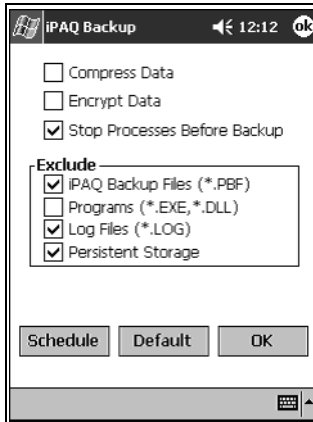 iPAQ Backup 12:12 ok
Compress Data
Encrypt Data
Stop Processes Before Backup
Exclude
iPAQ Backup Files (*.PBF)
Programs (*.EXE,*.DLL)
Log Files (*.LOG)
Persistent Storage
Schedule Default OK